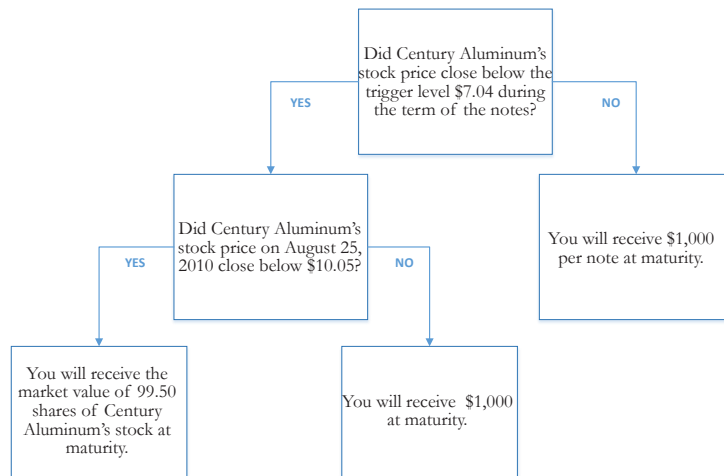 Did Century Aluminum's
stock price close below the
trigger level $7.04 during
the term of the notes?
YES
NO
Did Century Aluminum's
stock price on August 25,
2010 close below $10.05?
You will receive $1,000
per note at maturity.
YES
NO
You will receive the
market value of 99.50
shares of Century
Aluminum's stock at
maturity.
You will receive $1,000
at maturity.